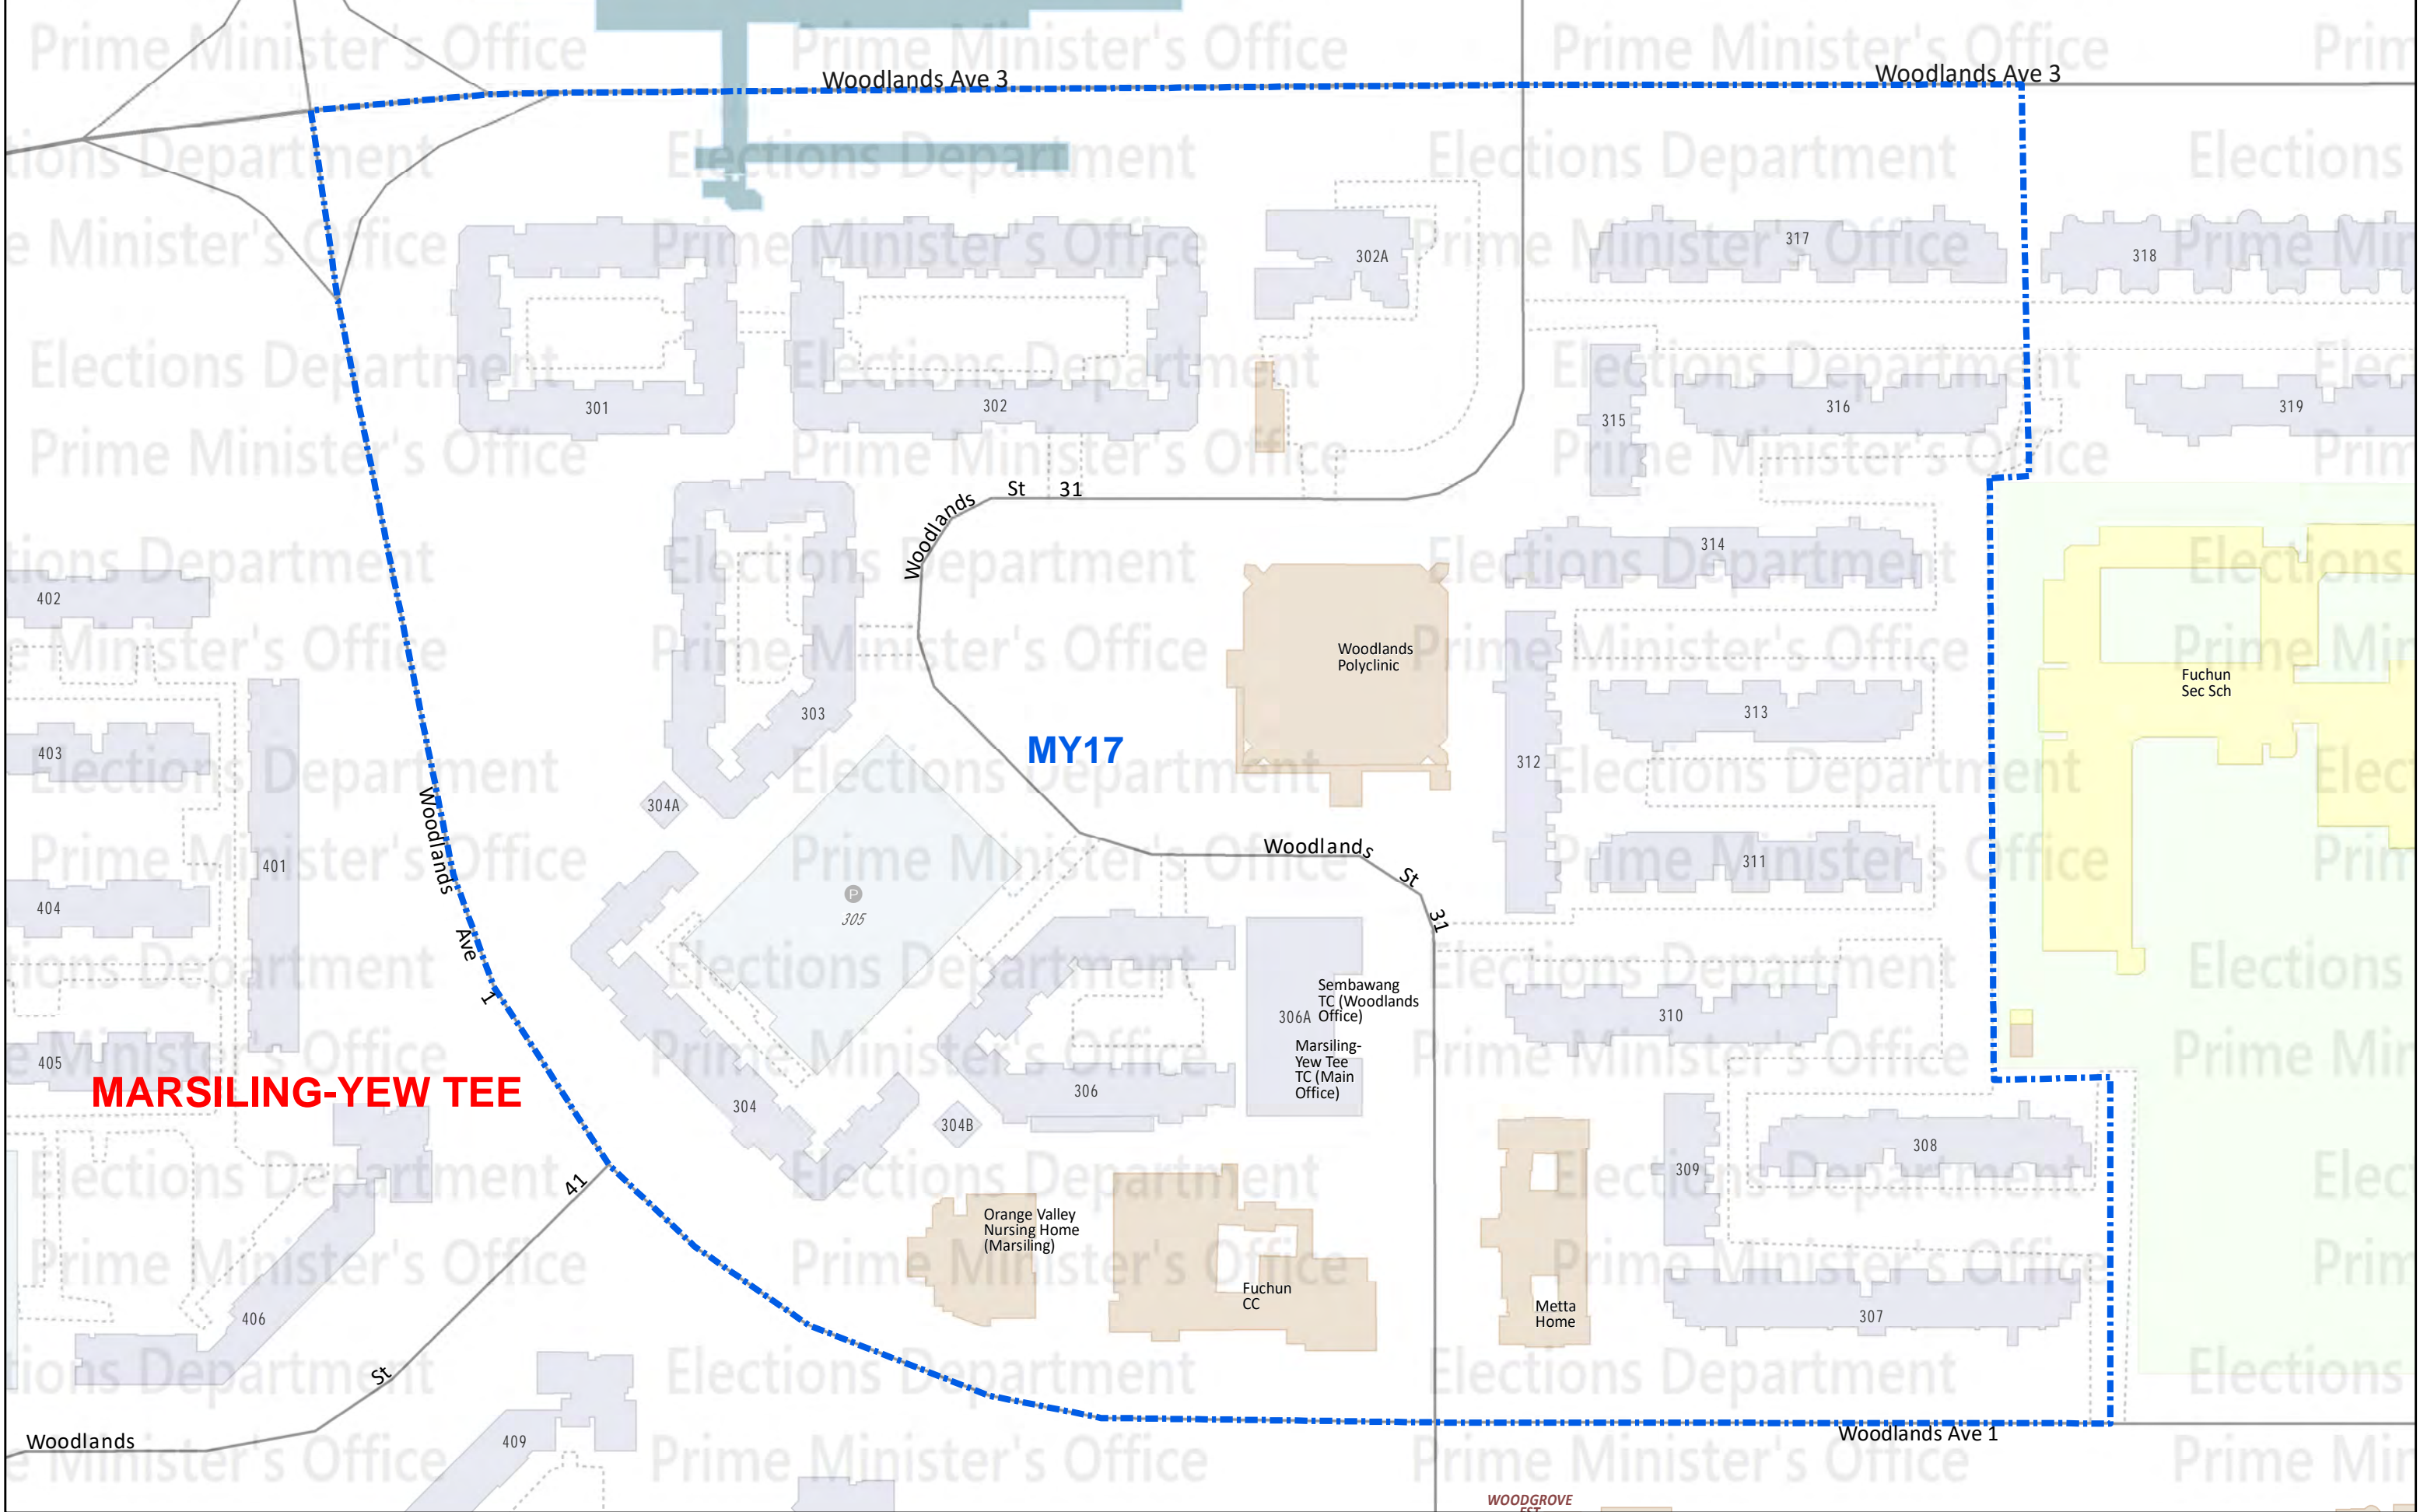 Woodlands Ave 3
Woodlands Ave 3
317
318
302A
301
302
315
316
319
Woodlands St 31
314
402
Woodlands
Polyclinic
Fuchun
Sec Sch
303
313
MY17
403
312
304A
Woodlands Ave 1
Woodlands St 31
401
311
P
305
404
Sembawang
TC (Woodlands
Office)
306A
Marsiling-
Yew Tee
TC (Main
Office)
310
405
MARSILING-YEW TEE
304
306
304B
308
309
41
Orange Valley
Nursing Home
(Marsiling)
Fuchun
CC
Metta
Home
307
406
St
Woodlands
409
Woodlands Ave 1
WOODGROVE
EST
Prime Minister's Office
Elections Department